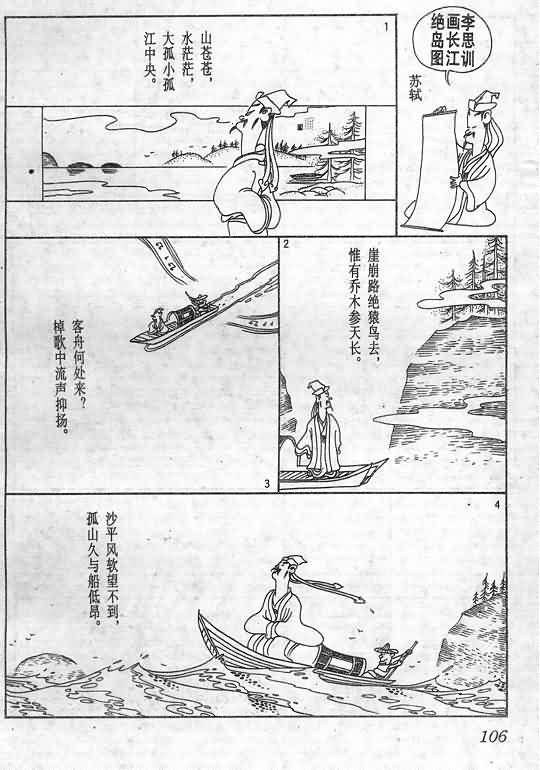 李思训
画长江
绝岛图
苏轼
1
山苍苍，
水茫茫，
大孤小孤
江中央。
2
崖崩路绝猿鸟去，
惟有乔木参天长。
客舟何处来？
棹歌中流声抑扬。
3
4
沙平风软望不到，
孤山久与船低昂。
106